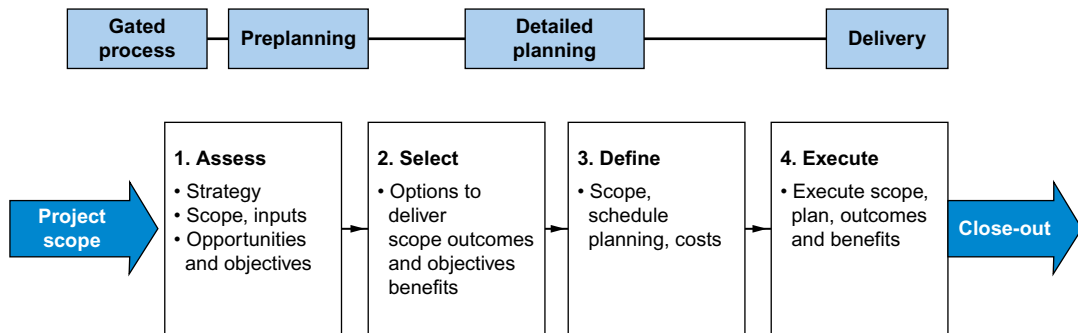 Gated
process
Preplanning
Detailed
planning
Delivery
Project
scope
1. Assess
• Strategy
• Scope, inputs
• Opportunities
and objectives
2. Select
• Options to
deliver
scope outcomes
and objectives
benefits
3. Define
• Scope,
schedule
planning, costs
4. Execute
• Execute scope,
plan, outcomes
and benefits
Close-out